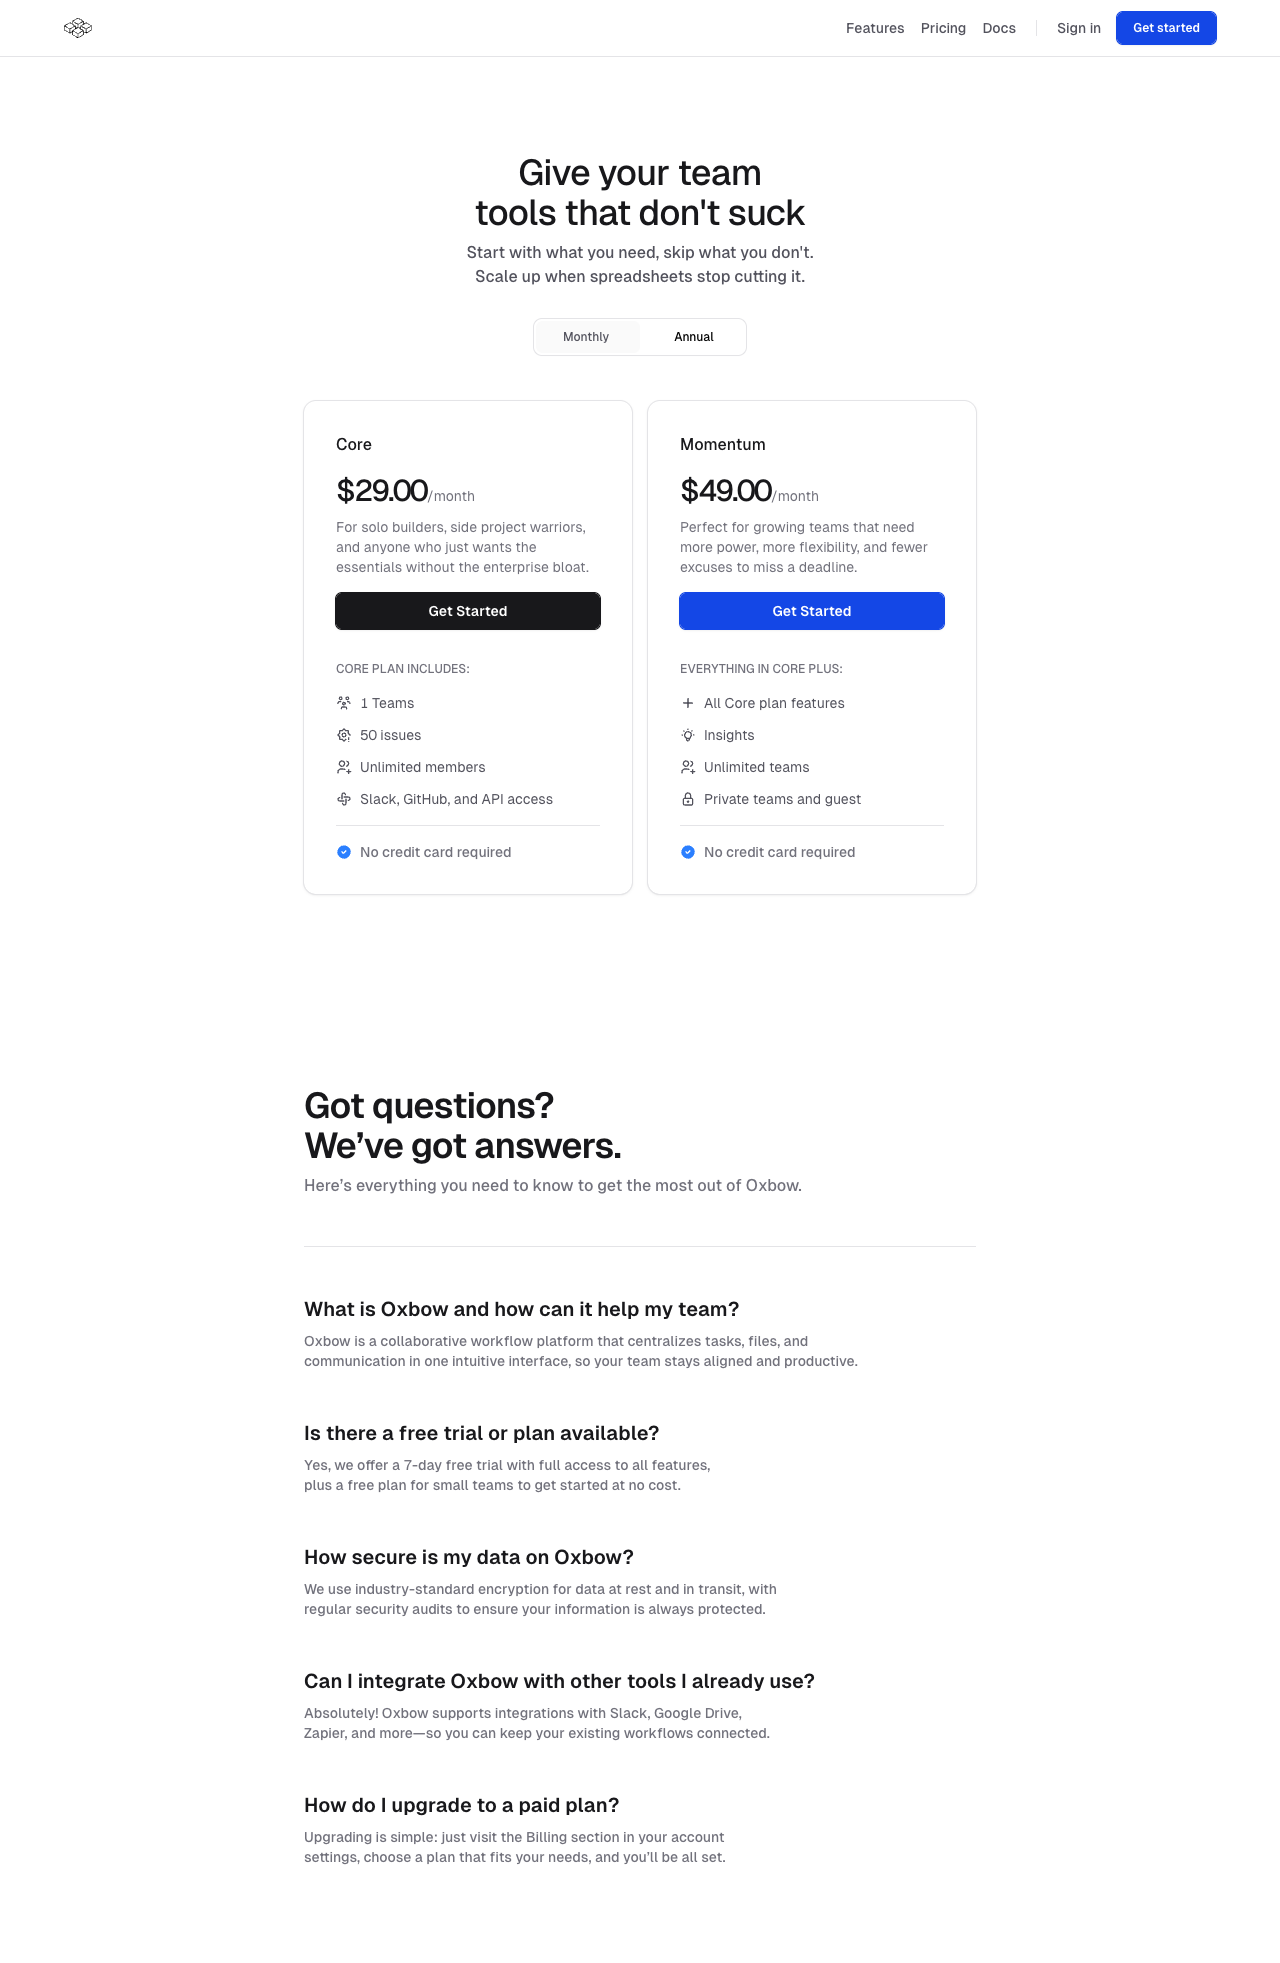 Features Pricing Docs Sign in Get started
Give your team
tools that don't suck
Start with what you need, skip what you don't.
Scale up when spreadsheets stop cutting it.
Monthly Annual
Core
$29.00/month
For solo builders, side project warriors,
and anyone who just wants the
essentials without the enterprise bloat.
Get Started
CORE PLAN INCLUDES:
1 Teams
50 issues
Unlimited members
Slack, GitHub, and API access
No credit card required
Momentum
$49.00/month
Perfect for growing teams that need
more power, more flexibility, and fewer
excuses to miss a deadline.
Get Started
EVERYTHING IN CORE PLUS:
All Core plan features
Insights
Unlimited teams
Private teams and guest
No credit card required
Got questions?
We’ve got answers.
Here’s everything you need to know to get the most out of Oxbow.
What is Oxbow and how can it help my team?
Oxbow is a collaborative workflow platform that centralizes tasks, files, and
communication in one intuitive interface, so your team stays aligned and productive.
Is there a free trial or plan available?
Yes, we offer a 7-day free trial with full access to all features,
plus a free plan for small teams to get started at no cost.
How secure is my data on Oxbow?
We use industry-standard encryption for data at rest and in transit, with
regular security audits to ensure your information is always protected.
Can I integrate Oxbow with other tools I already use?
Absolutely! Oxbow supports integrations with Slack, Google Drive,
Zapier, and more—so you can keep your existing workflows connected.
How do I upgrade to a paid plan?
Upgrading is simple: just visit the Billing section in your account
settings, choose a plan that fits your needs, and you’ll be all set.